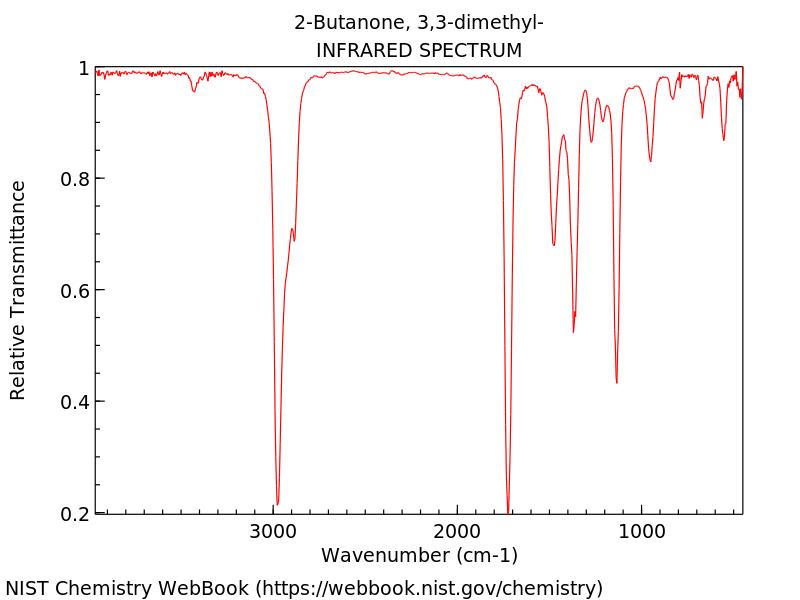 2-Butanone, 3,3-dimethyl-
INFRARED SPECTRUM
1
0.8
0.6
0.4
0.2
Relative Transmittance
3000 2000 1000
Wavenumber (cm-1)
NIST Chemistry WebBook (https://webbook.nist.gov/chemistry)